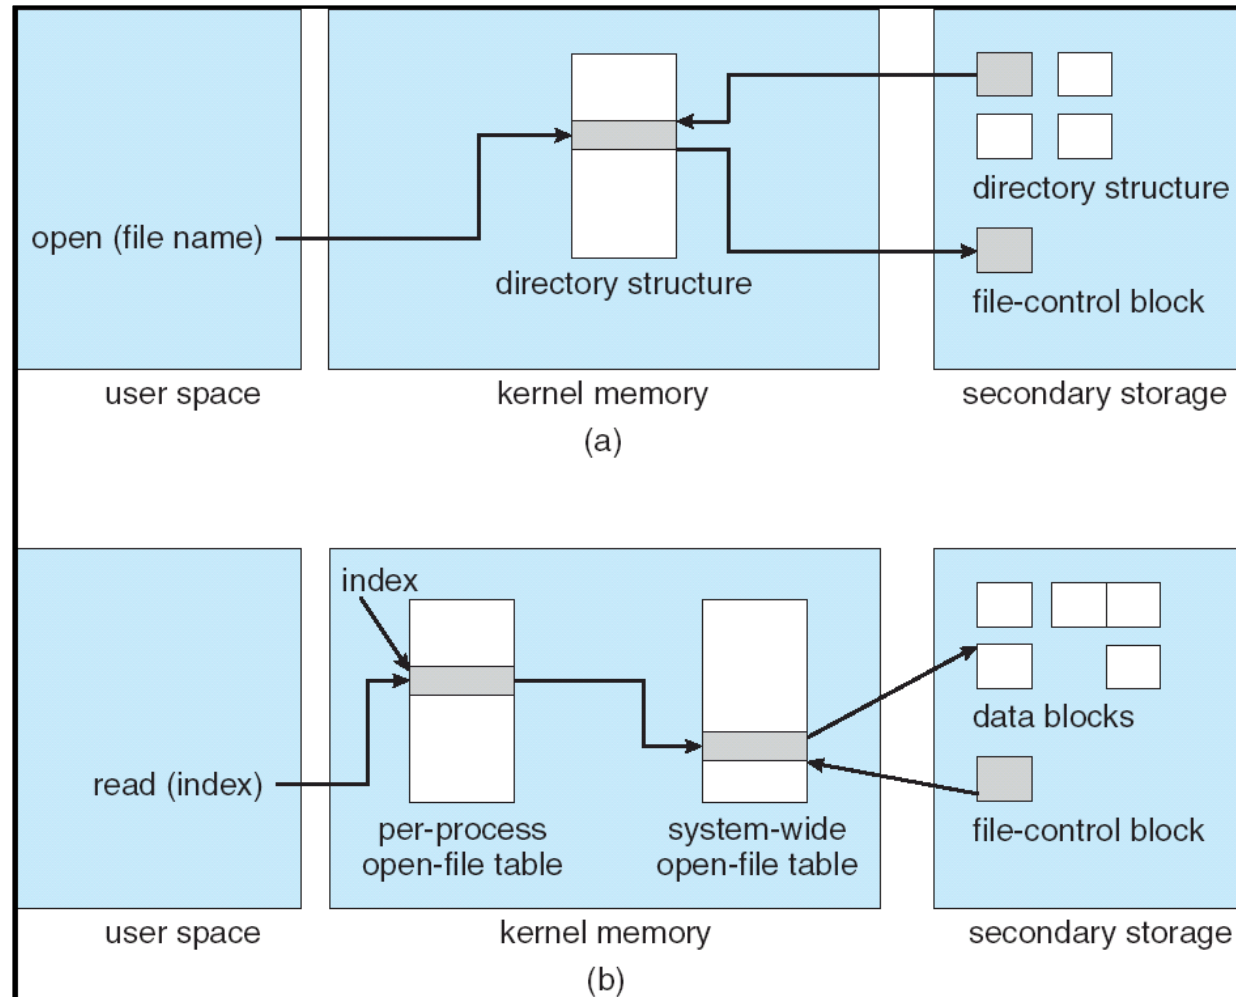 open (file name)
directory structure
directory structure
file-control block
user space
kernel memory
secondary storage
(a)
index
read (index)
per-process
open-file table
system-wide
open-file table
data blocks
file-control block
user space
kernel memory
secondary storage
(b)